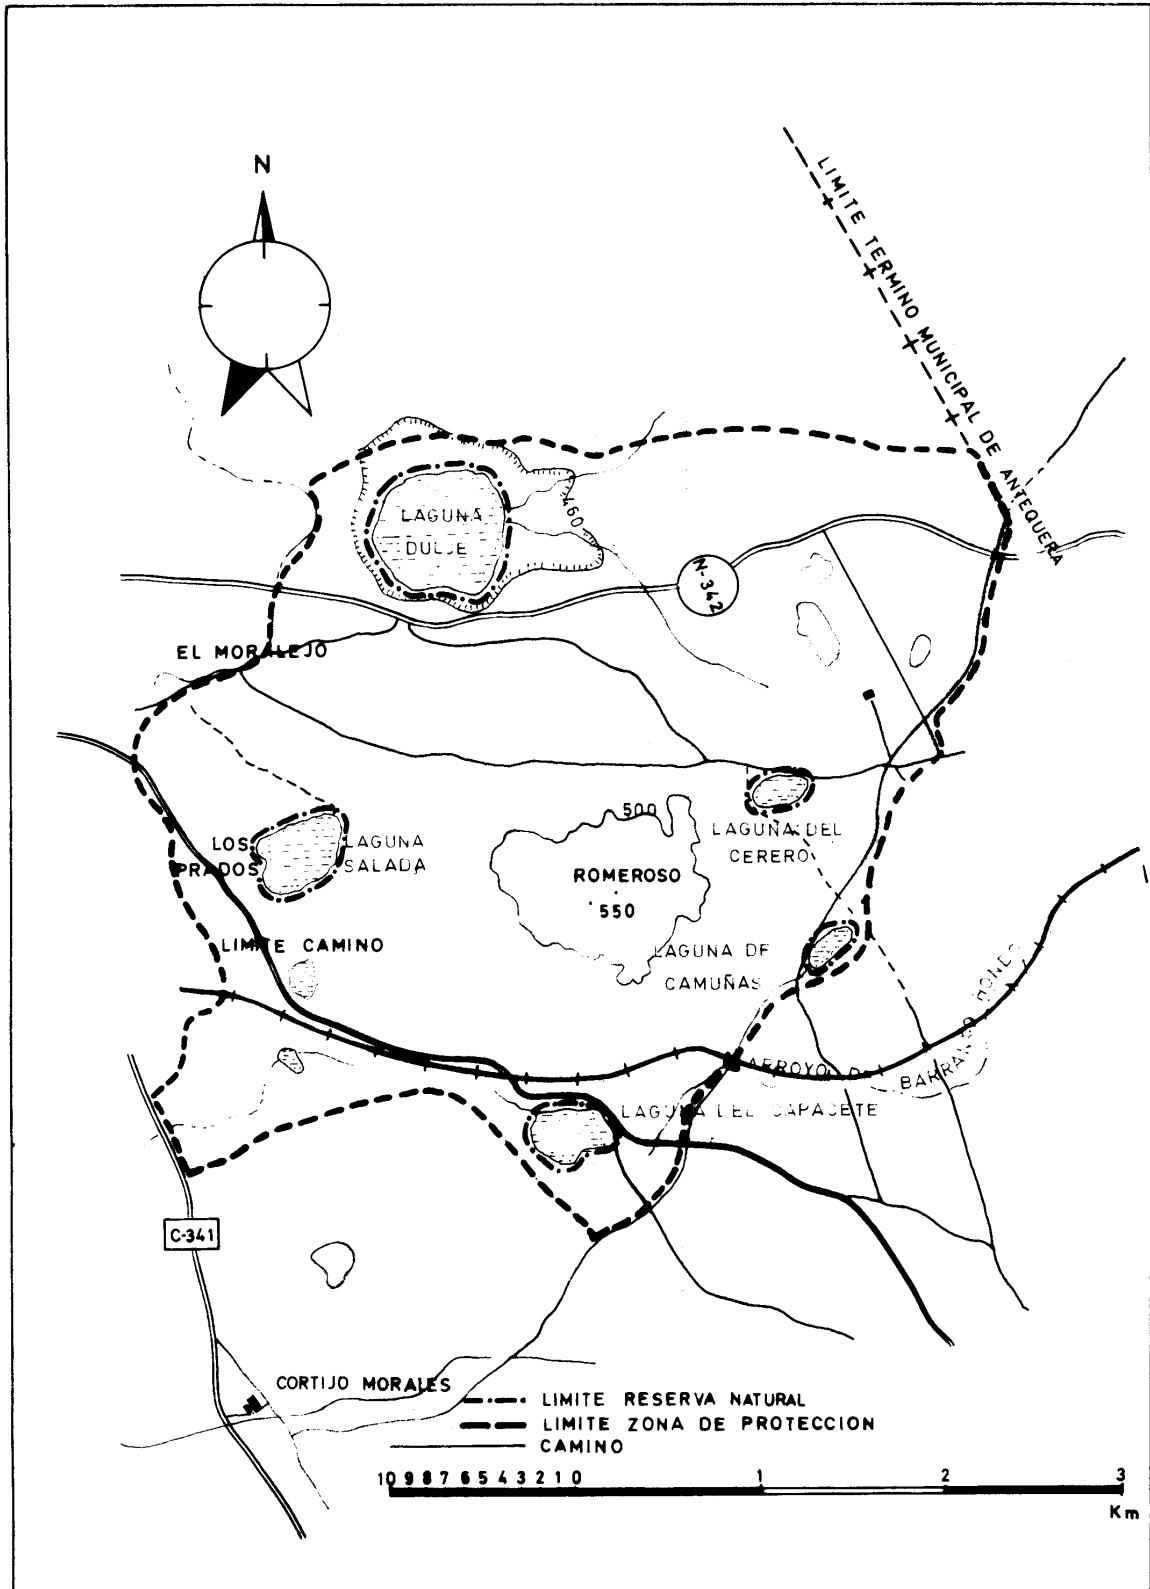 N
LIMITE TERMINO MUNICIPAL DE ANTEQUERA
460
LAGUNA
DULCE
N-342
EL MORALEJO
500
LAGUNA DEL
CERERO
LOS
PRADOS
LAGUNA
SALADA
ROMEROSO
550
LIMITE CAMINO
LAGUNA DE
CAMUÑAS
ARROYO D
BARRANCO HONDO
LAGUNA DEL CAPACETE
C-341
CORTIJO MORALES
LIMITE RESERVA NATURAL
LIMITE ZONA DE PROTECCION
CAMINO
10 9 8 7 6 5 4 3 2 1 0 1 2 3
Km